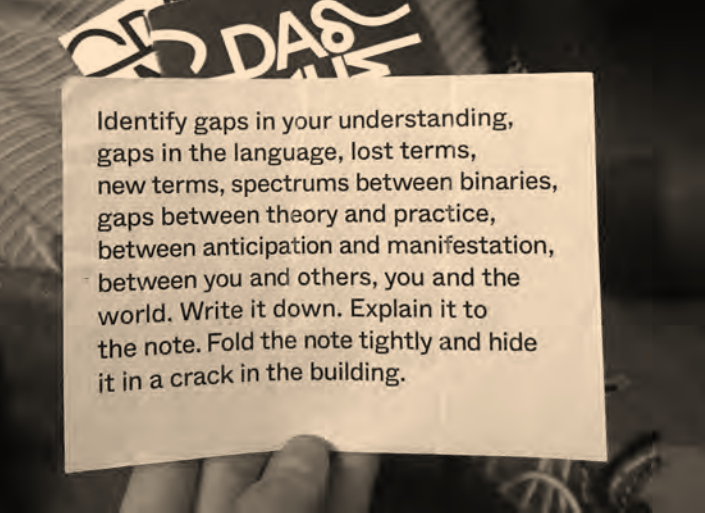 DAS
Identify gaps in your understanding,
gaps in the language, lost terms,
new terms, spectrums between binaries,
gaps between theory and practice,
between anticipation and manifestation,
between you and others, you and the
world. Write it down. Explain it to
the note. Fold the note tightly and hide
it in a crack in the building.